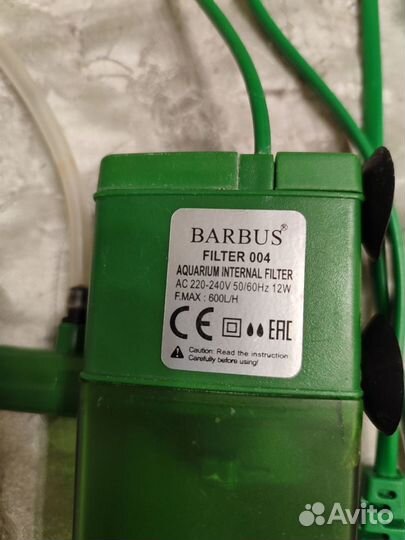 BARBUS®
FILTER 004
AQUARIUM INTERNAL FILTER
AC 220-240V 50/60Hz 12W
F.MAX : 600L/H
CE EAC
Caution: Read the instruction
Carefully before using!
Avito